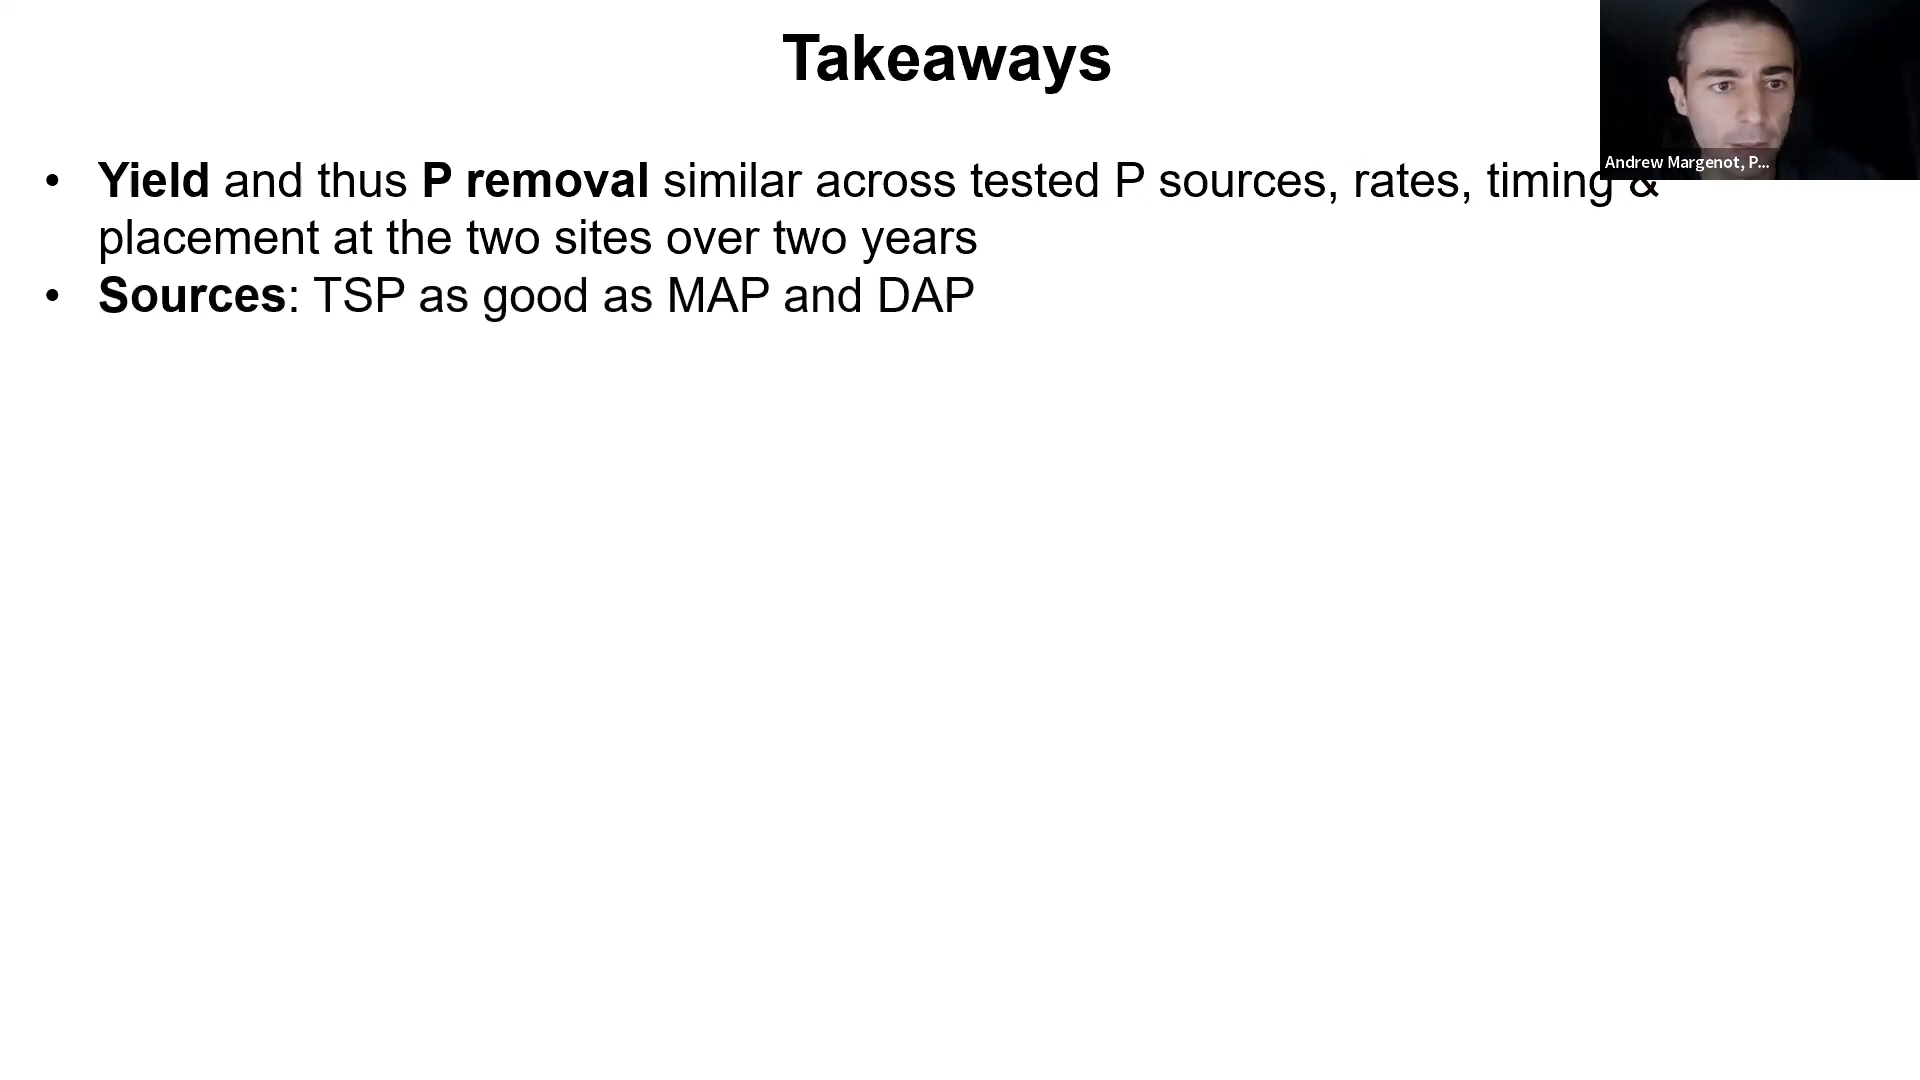 Takeaways
• Yield and thus P removal similar across tested P sources, rates, timing &
placement at the two sites over two years
• Sources: TSP as good as MAP and DAP
Andrew Margenot, P...